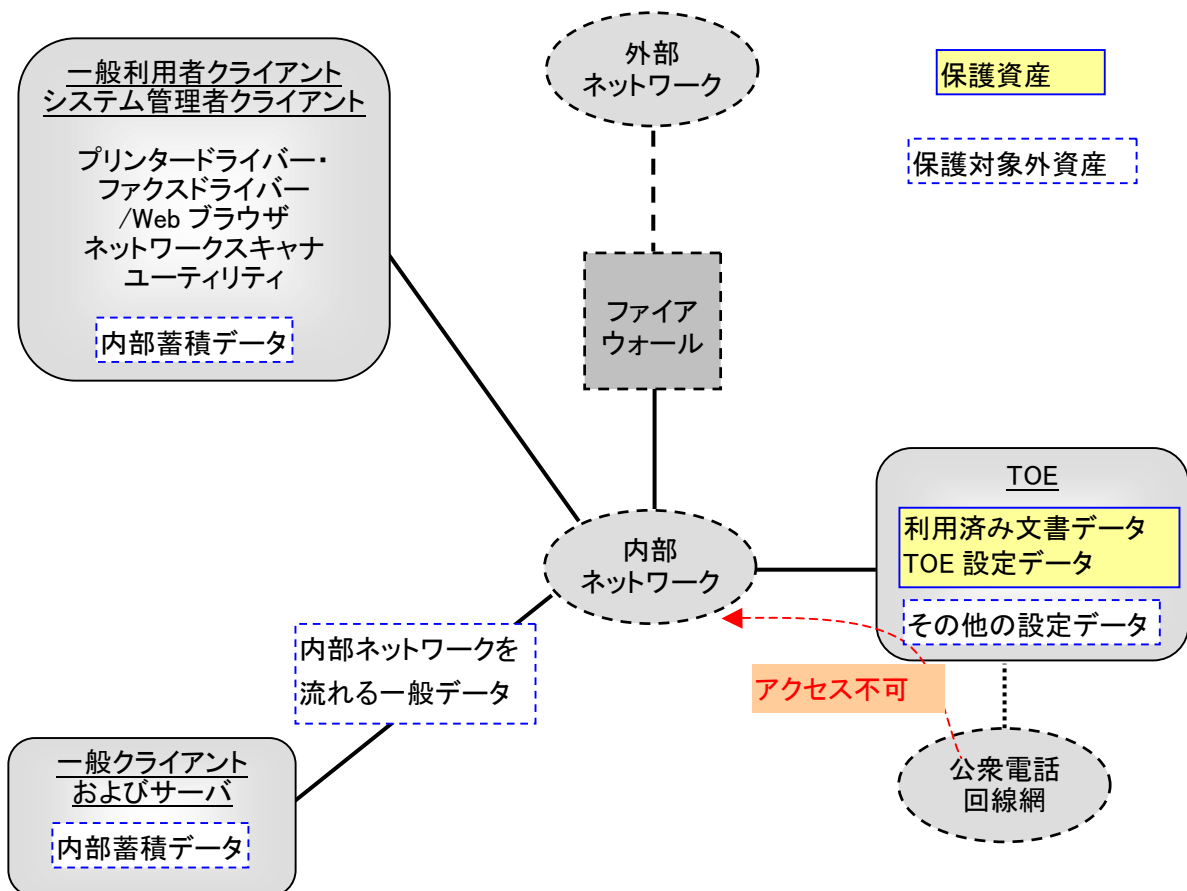 一般利用者クライアント
システム管理者クライアント
プリンタードライバー・
ファクスドライバー
/Web ブラウザ
ネットワークスキャナ
ユーティリティ
内部蓄積データ
外部
ネットワーク
保護資産
保護対象外資産
ファイア
ウォール
内部
ネットワーク
TOE
利用済み文書データ
TOE 設定データ
その他の設定データ
内部ネットワークを
流れる一般データ
アクセス不可
一般クライアント
およびサーバ
内部蓄積データ
公衆電話
回線網